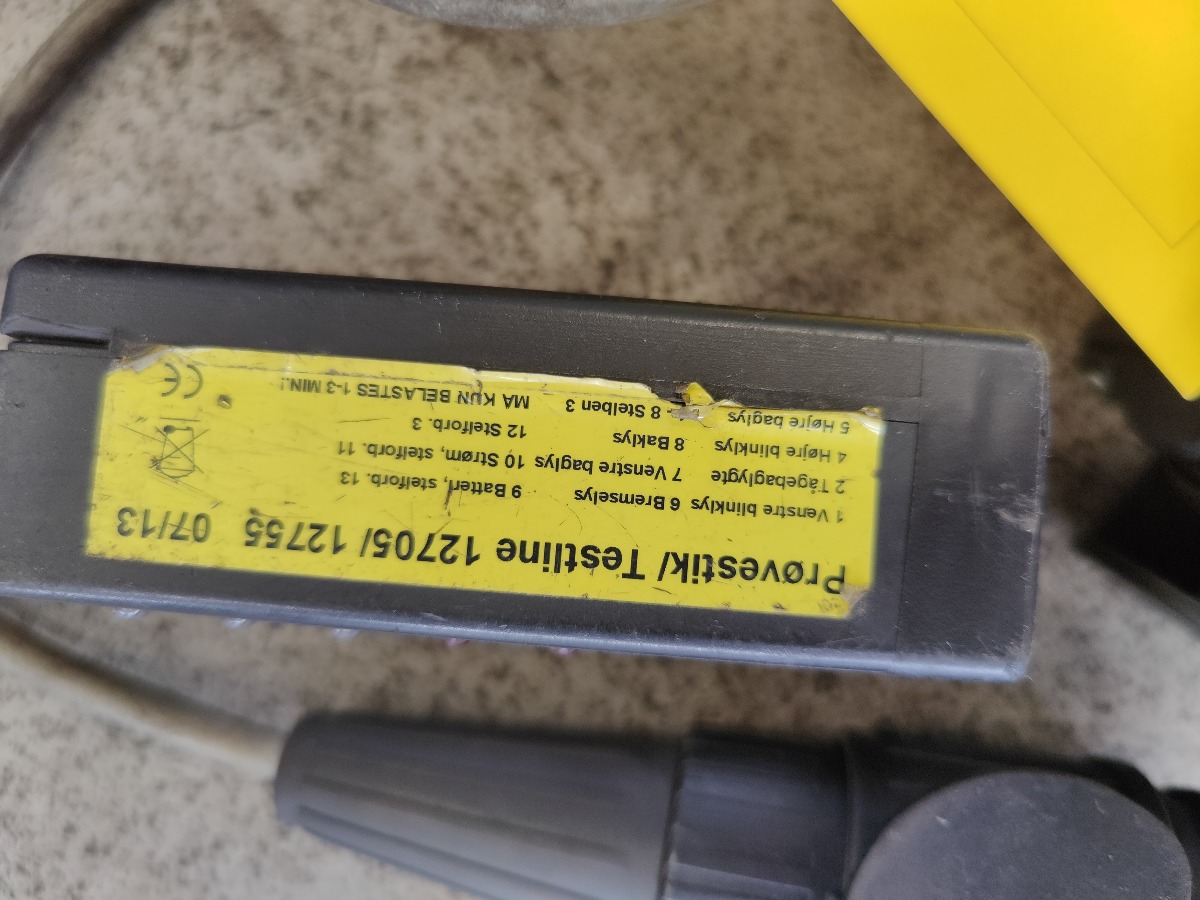 Prøvestik/ Testline 12705/ 12755 07/13
1 Venstre blinklys 6 Bremselys 9 Batteri, stelforb. 13
2 Tågebaglygte 7 Venstre baglys 10 Strøm, stelforb. 11
4 Højre blinklys 8 Baklys 12 Stelforb. 3
5 Højre baglys - 8 Stelben 3 MA KUN BELASTES 1-3 MIN.!
CE